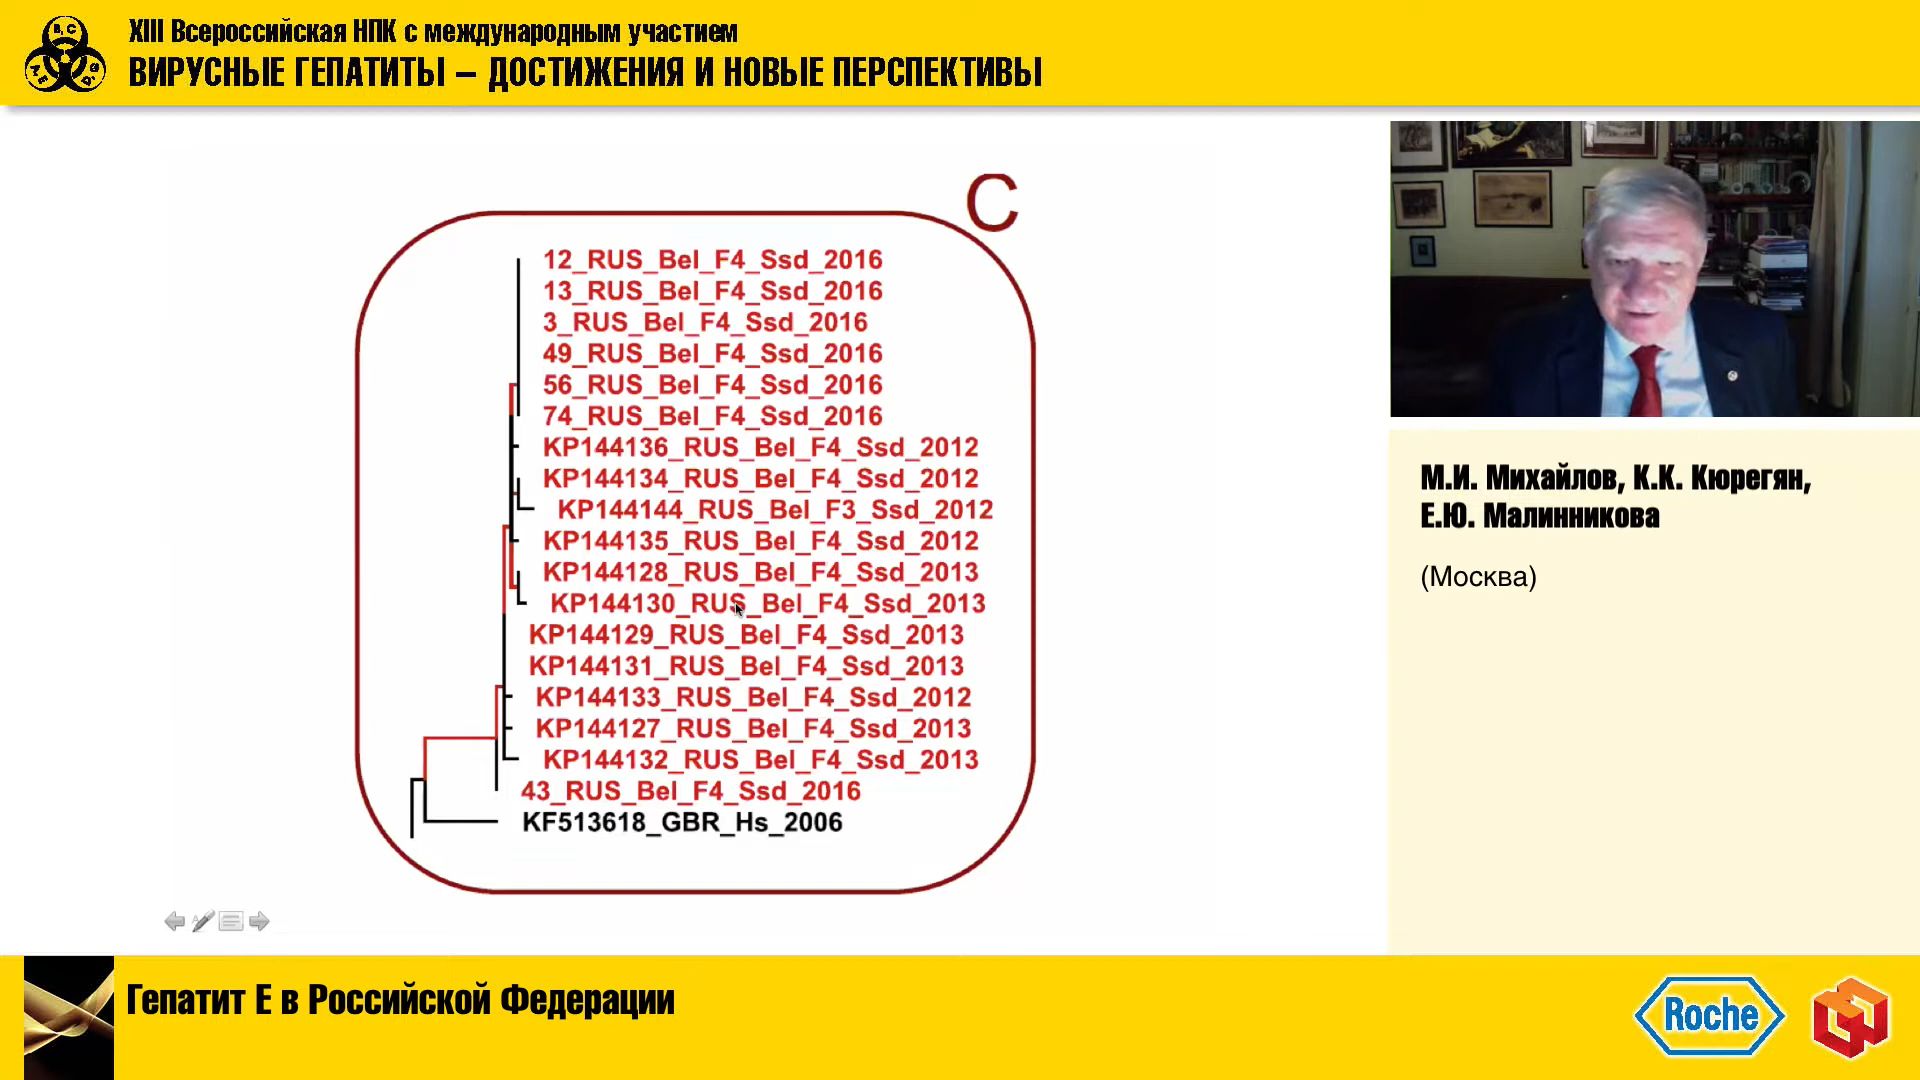 XIII Всероссийская НПК с международным участием
ВИРУСНЫЕ ГЕПАТИТЫ – ДОСТИЖЕНИЯ И НОВЫЕ ПЕРСПЕКТИВЫ
C
12_RUS_Bel_F4_Ssd_2016
13_RUS_Bel_F4_Ssd_2016
3_RUS_Bel_F4_Ssd_2016
49_RUS_Bel_F4_Ssd_2016
56_RUS_Bel_F4_Ssd_2016
74_RUS_Bel_F4_Ssd_2016
KP144136_RUS_Bel_F4_Ssd_2012
KP144134_RUS_Bel_F4_Ssd_2012
KP144144_RUS_Bel_F3_Ssd_2012
KP144135_RUS_Bel_F4_Ssd_2012
KP144128_RUS_Bel_F4_Ssd_2013
KP144130_RUS_Bel_F4_Ssd_2013
KP144129_RUS_Bel_F4_Ssd_2013
KP144131_RUS_Bel_F4_Ssd_2013
KP144133_RUS_Bel_F4_Ssd_2012
KP144127_RUS_Bel_F4_Ssd_2013
KP144132_RUS_Bel_F4_Ssd_2013
43_RUS_Bel_F4_Ssd_2016
KF513618_GBR_Hs_2006
М.И. Михайлов, К.К. Кюрегян,
Е.Ю. Малинникова
(Москва)
Гепатит Е в Российской Федерации
Roche